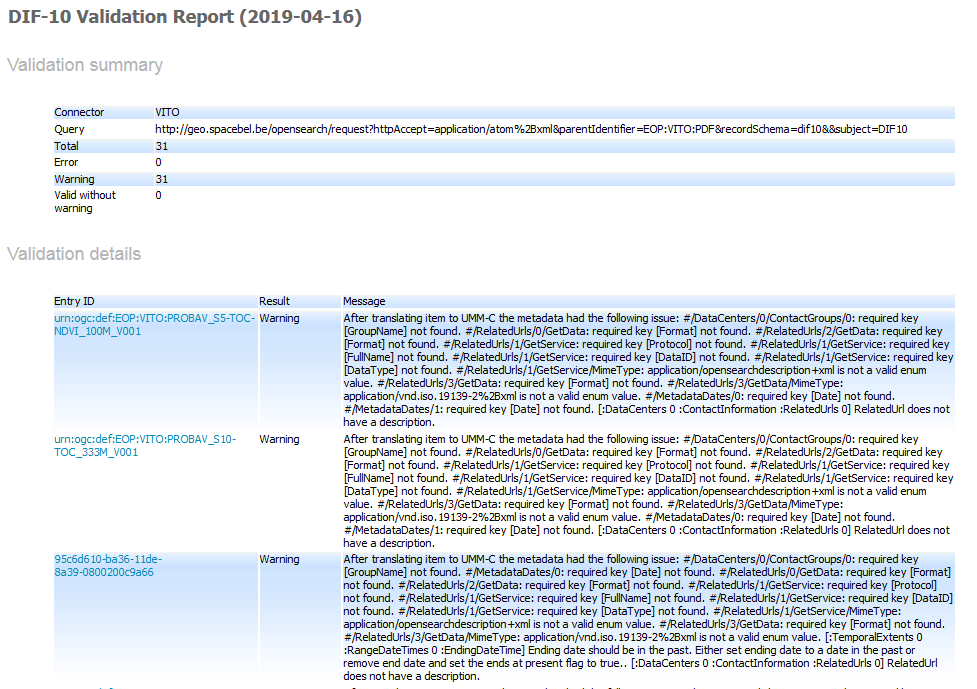 DIF-10 Validation Report (2019-04-16)
Validation summary
Connector VITO
Query http://geo.spacebel.be/opensearch/request?httpAccept=application/atom%2Bxml&parentIdentifier=EOP:VITO:PDF&recordSchema=dif10&&subject=DIF10
Total 31
Error 0
Warning 31
Valid without 0
warning
Validation details
Entry ID Result Message
urn:ogc:def:EOP:VITO:PROBAV_S5-TOC- Warning After translating item to UMM-C the metadata had the following issue: #/DataCenters/0/ContactGroups/0: required key
NDVI_100M_V001 [GroupName] not found. #/RelatedUrls/0/GetData: required key [Format] not found. #/RelatedUrls/2/GetData: required key
[Format] not found. #/RelatedUrls/1/GetService: required key [Protocol] not found. #/RelatedUrls/1/GetService: required key
[FullName] not found. #/RelatedUrls/1/GetService: required key [DataID] not found. #/RelatedUrls/1/GetService: required key
[DataType] not found. #/RelatedUrls/1/GetService/MimeType: application/opensearchdescription+xml is not a valid enum
value. #/RelatedUrls/3/GetData: required key [Format] not found. #/RelatedUrls/3/GetData/MimeType:
application/vnd.iso.19139-2%2Bxml is not a valid enum value. #/MetadataDates/0: required key [Date] not found.
#/MetadataDates/1: required key [Date] not found. [:DataCenters 0 :ContactInformation :RelatedUrls 0] RelatedUrl does not
have a description.
urn:ogc:def:EOP:VITO:PROBAV_S10- Warning After translating item to UMM-C the metadata had the following issue: #/DataCenters/0/ContactGroups/0: required key
TOC_333M_V001 [GroupName] not found. #/RelatedUrls/0/GetData: required key [Format] not found. #/RelatedUrls/2/GetData: required key
[Format] not found. #/RelatedUrls/1/GetService: required key [Protocol] not found. #/RelatedUrls/1/GetService: required key
[FullName] not found. #/RelatedUrls/1/GetService: required key [DataID] not found. #/RelatedUrls/1/GetService: required key
[DataType] not found. #/RelatedUrls/1/GetService/MimeType: application/opensearchdescription+xml is not a valid enum
value. #/RelatedUrls/3/GetData: required key [Format] not found. #/RelatedUrls/3/GetData/MimeType:
application/vnd.iso.19139-2%2Bxml is not a valid enum value. #/MetadataDates/0: required key [Date] not found.
#/MetadataDates/1: required key [Date] not found. [:DataCenters 0 :ContactInformation :RelatedUrls 0] RelatedUrl does not
have a description.
95c6d610-ba36-11de- Warning After translating item to UMM-C the metadata had the following issue: #/DataCenters/0/ContactGroups/0: required key
8a39-0800200c9a66 [GroupName] not found. #/MetadataDates/0: required key [Date] not found. #/RelatedUrls/0/GetData: required key [Format]
not found. #/RelatedUrls/2/GetData: required key [Format] not found. #/RelatedUrls/1/GetService: required key [Protocol]
not found. #/RelatedUrls/1/GetService: required key [FullName] not found. #/RelatedUrls/1/GetService: required key [DataID]
not found. #/RelatedUrls/1/GetService: required key [DataType] not found. #/RelatedUrls/1/GetService/MimeType:
application/opensearchdescription+xml is not a valid enum value. #/RelatedUrls/3/GetData: required key [Format] not found.
#/RelatedUrls/3/GetData/MimeType: application/vnd.iso.19139-2%2Bxml is not a valid enum value. [:TemporalExtents 0
:RangeDateTimes 0 :EndingDateTime] Ending date should be in the past. Either set ending date to a date in the past or
remove end date and set the ends at present flag to true.. [:DataCenters 0 :ContactInformation :RelatedUrls 0] RelatedUrl
does not have a description.